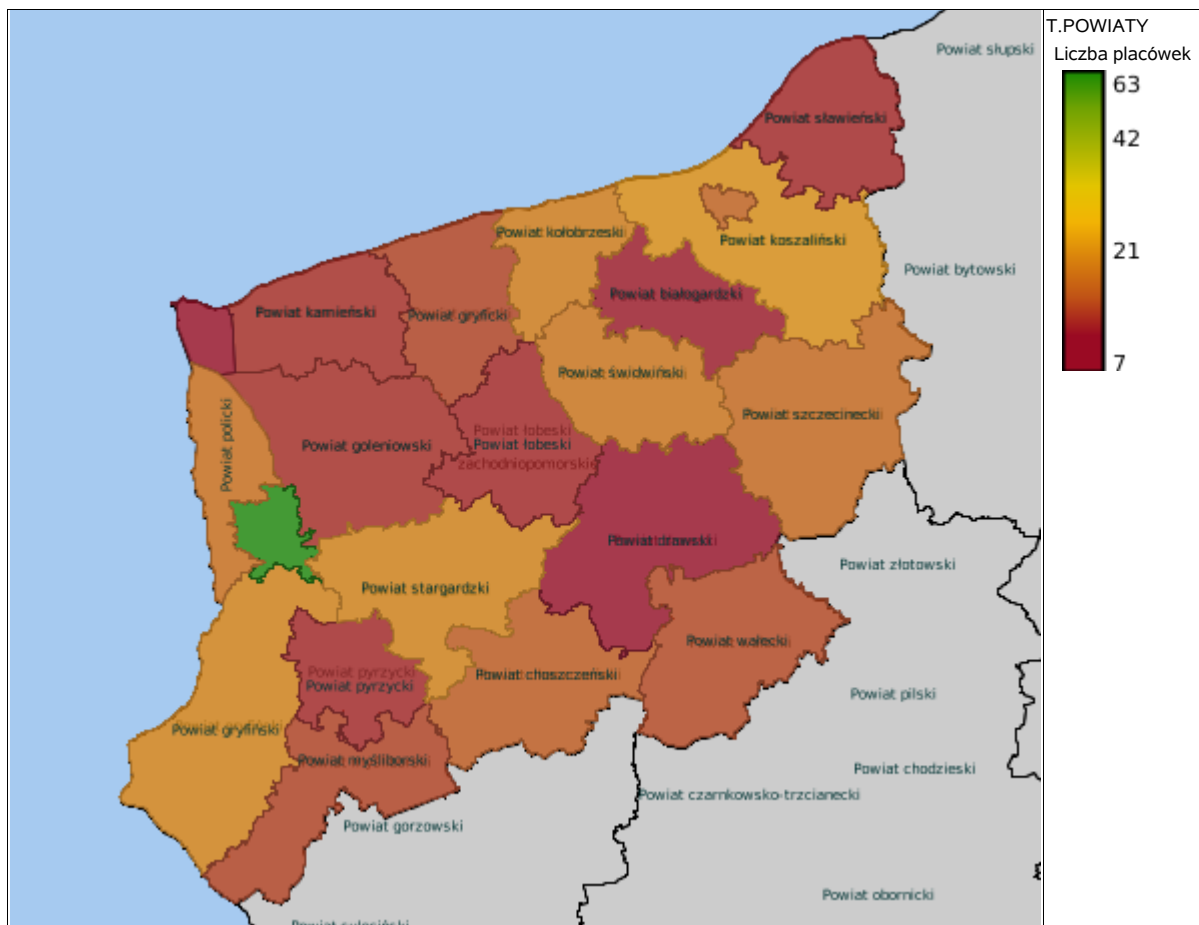 T.POWIATY
Liczba placówek
63
42
21
7
Powiat słupski
Powiat sławieński
Powiat kołobrzeski
Powiat koszaliński
Powiat bytowski
Powiat białogardzki
Powiat kamieński
Powiat gryficki
Powiat świdwiński
Powiat szczecinecki
Powiat policki
Powiat goleniowski
Powiat łobeski
Powiat łobeski
zachodniopomorskie
Powiat drawski
Powiat złotowski
Powiat stargardzki
Powiat wałecki
Powiat pyrzycki
Powiat pyrzycki
Powiat choszczeński
Powiat pilski
Powiat gryfiński
Powiat myśliborski
Powiat chodzieski
Powiat czarnkowsko-trzcianecki
Powiat gorzowski
Powiat obornicki